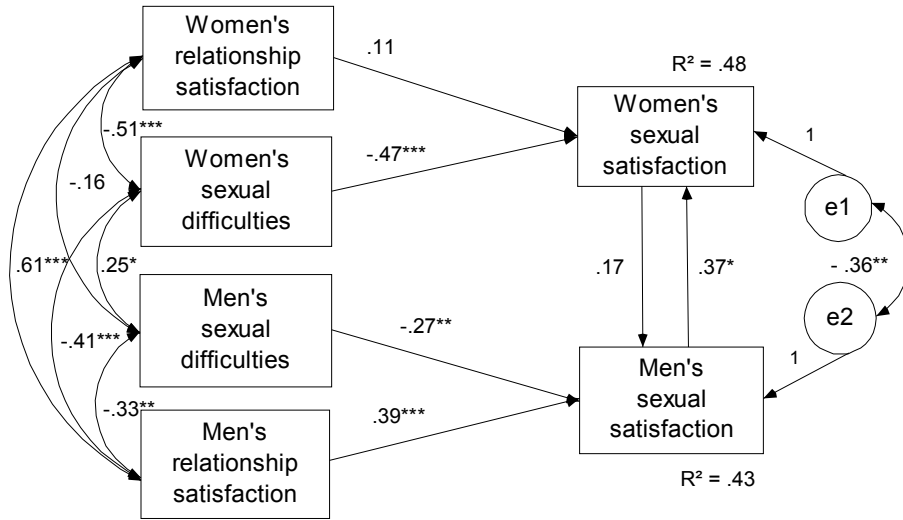 Women's
relationship
satisfaction
.11
R² = .48
Women's
sexual
satisfaction
1
-.51***
Women's
sexual
difficulties
-.47***
-.16
e1
.61***
.25*
.17
.37*
- .36**
Men's
sexual
difficulties
-.27**
e2
-.41***
1
Men's
sexual
satisfaction
-.33**
.39***
Men's
relationship
satisfaction
R² = .43